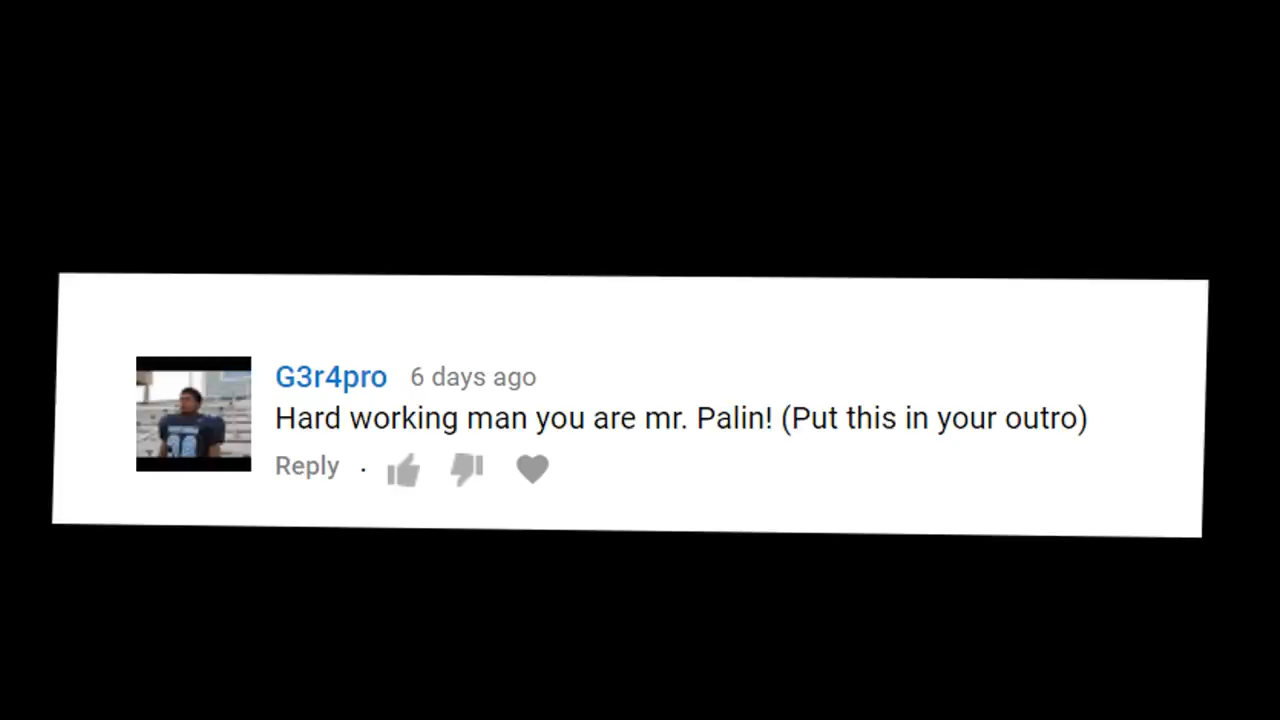 G3r4pro 6 days ago
Hard working man you are mr. Palin! (Put this in your outro)
Reply ·